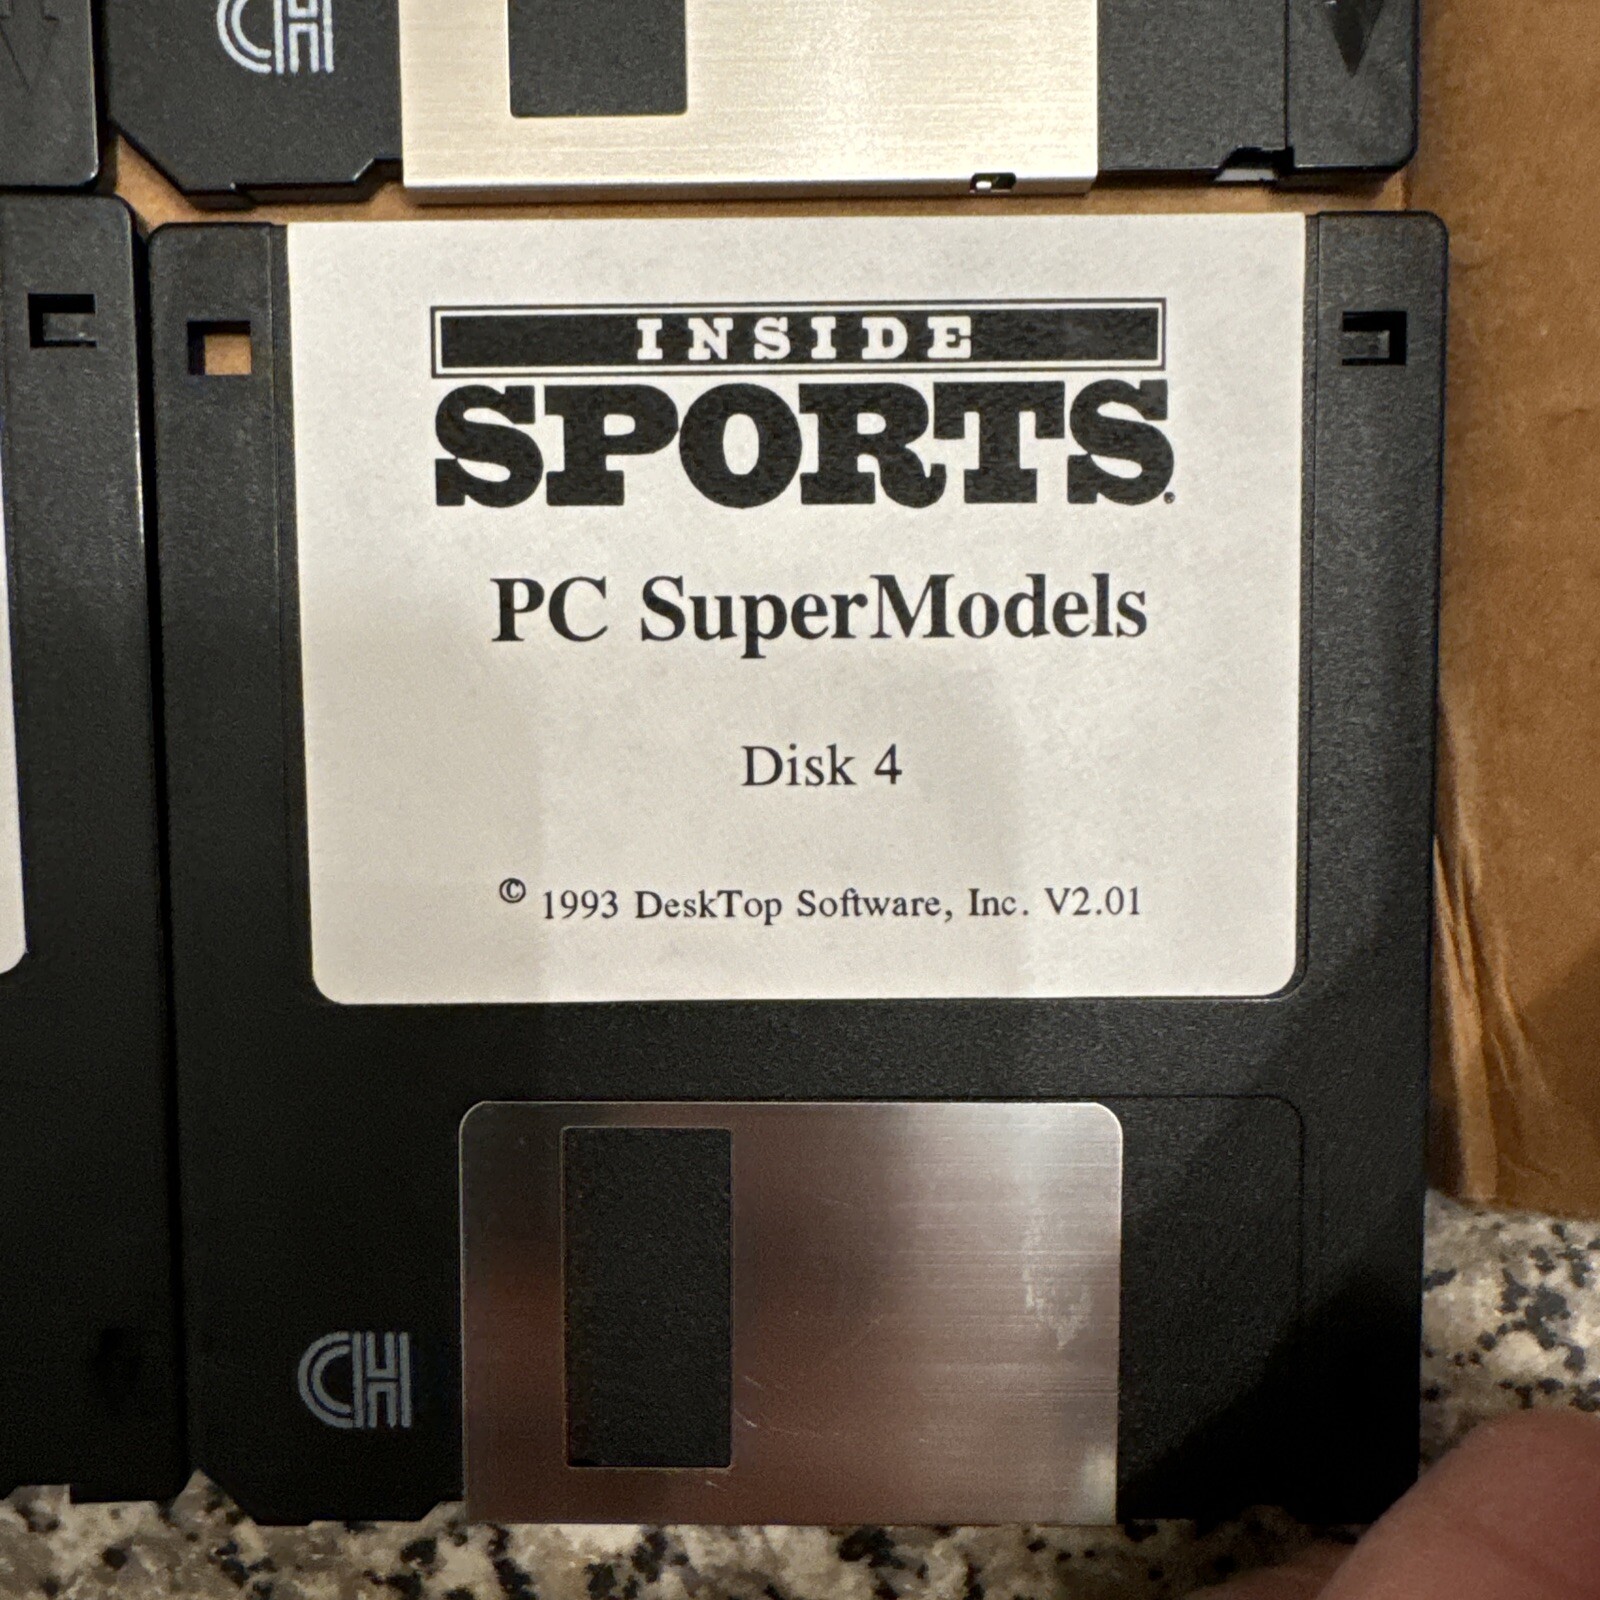 CH
INSIDE
SPORTS®
PC SuperModels
Disk 4
© 1993 DeskTop Software, Inc. V2.01
CH